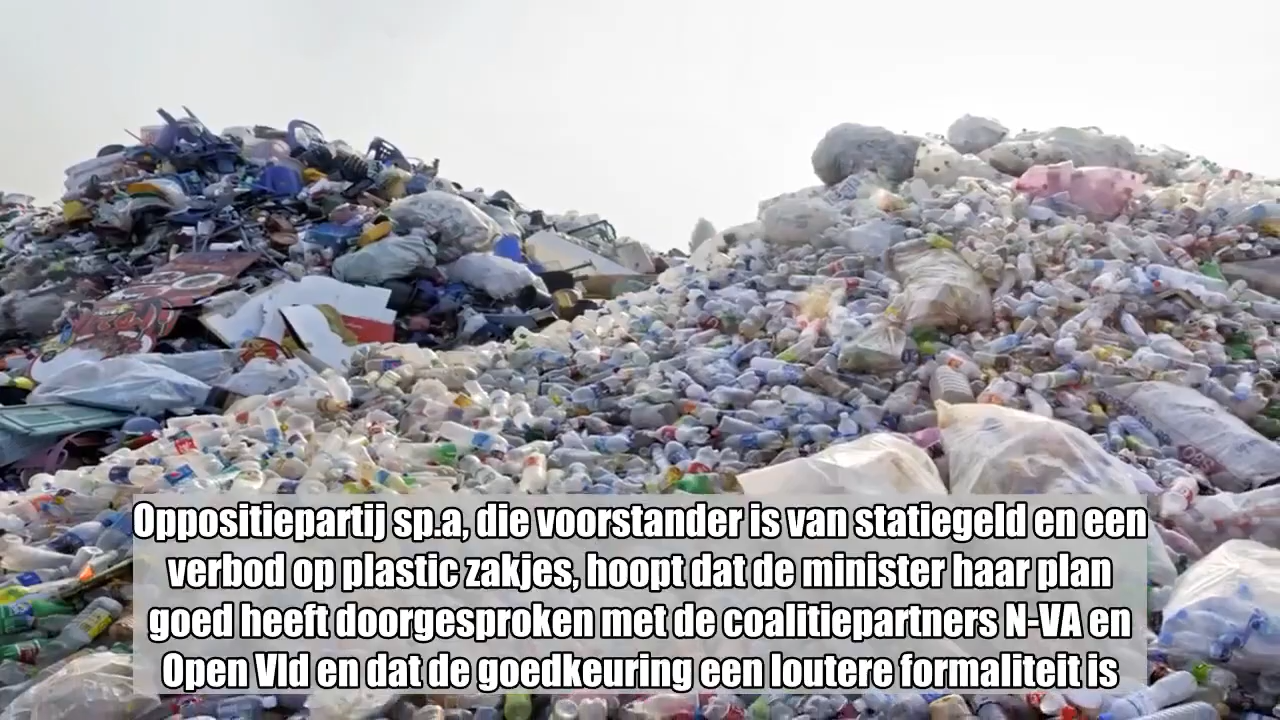 Oppositiepartij sp.a, die voorstander is van statiegeld en een
verbod op plastic zakjes, hoopt dat de minister haar plan
goed heeft doorgesproken met de coalitiepartners N-VA en
Open Vld en dat de goedkeuring een loutere formaliteit is